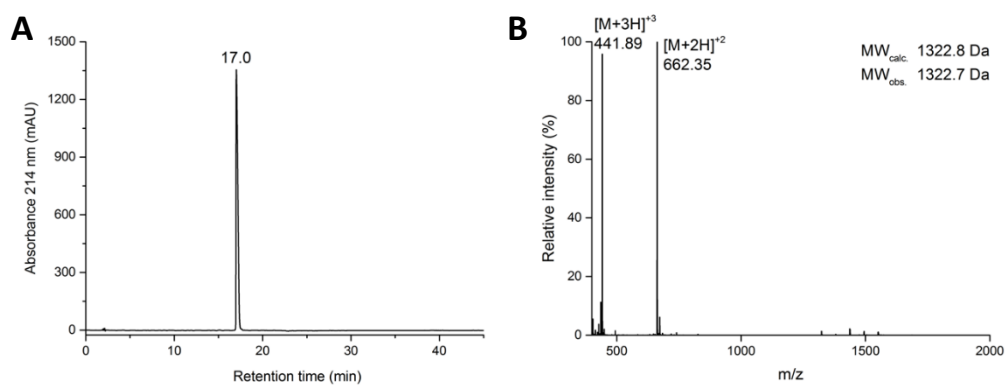 A
1500
1200
900
600
300
0
0
10
20
30
40
17.0
Absorbance 214 nm (mAU)
Retention time (min)
B
[M+3H]⁺³
441.89
[M+2H]⁺²
662.35
MWcalc. 1322.8 Da
MWobs. 1322.7 Da
100
80
60
40
20
0
500
1000
1500
2000
Relative intensity (%)
m/z